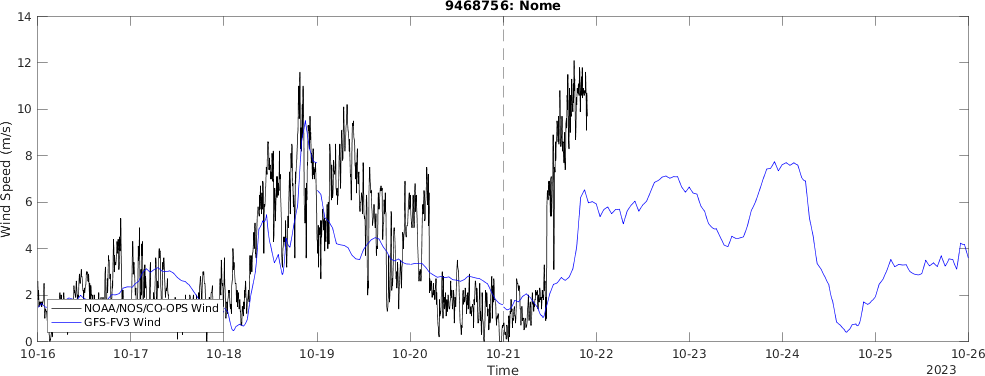 9468756: Nome
14
12
10
8
6
4
2
0
Wind Speed (m/s)
NOAA/NOS/CO-OPS Wind
GFS-FV3 Wind
10-16 10-17 10-18 10-19 10-20 10-21 10-22 10-23 10-24 10-25 10-26
Time
2023